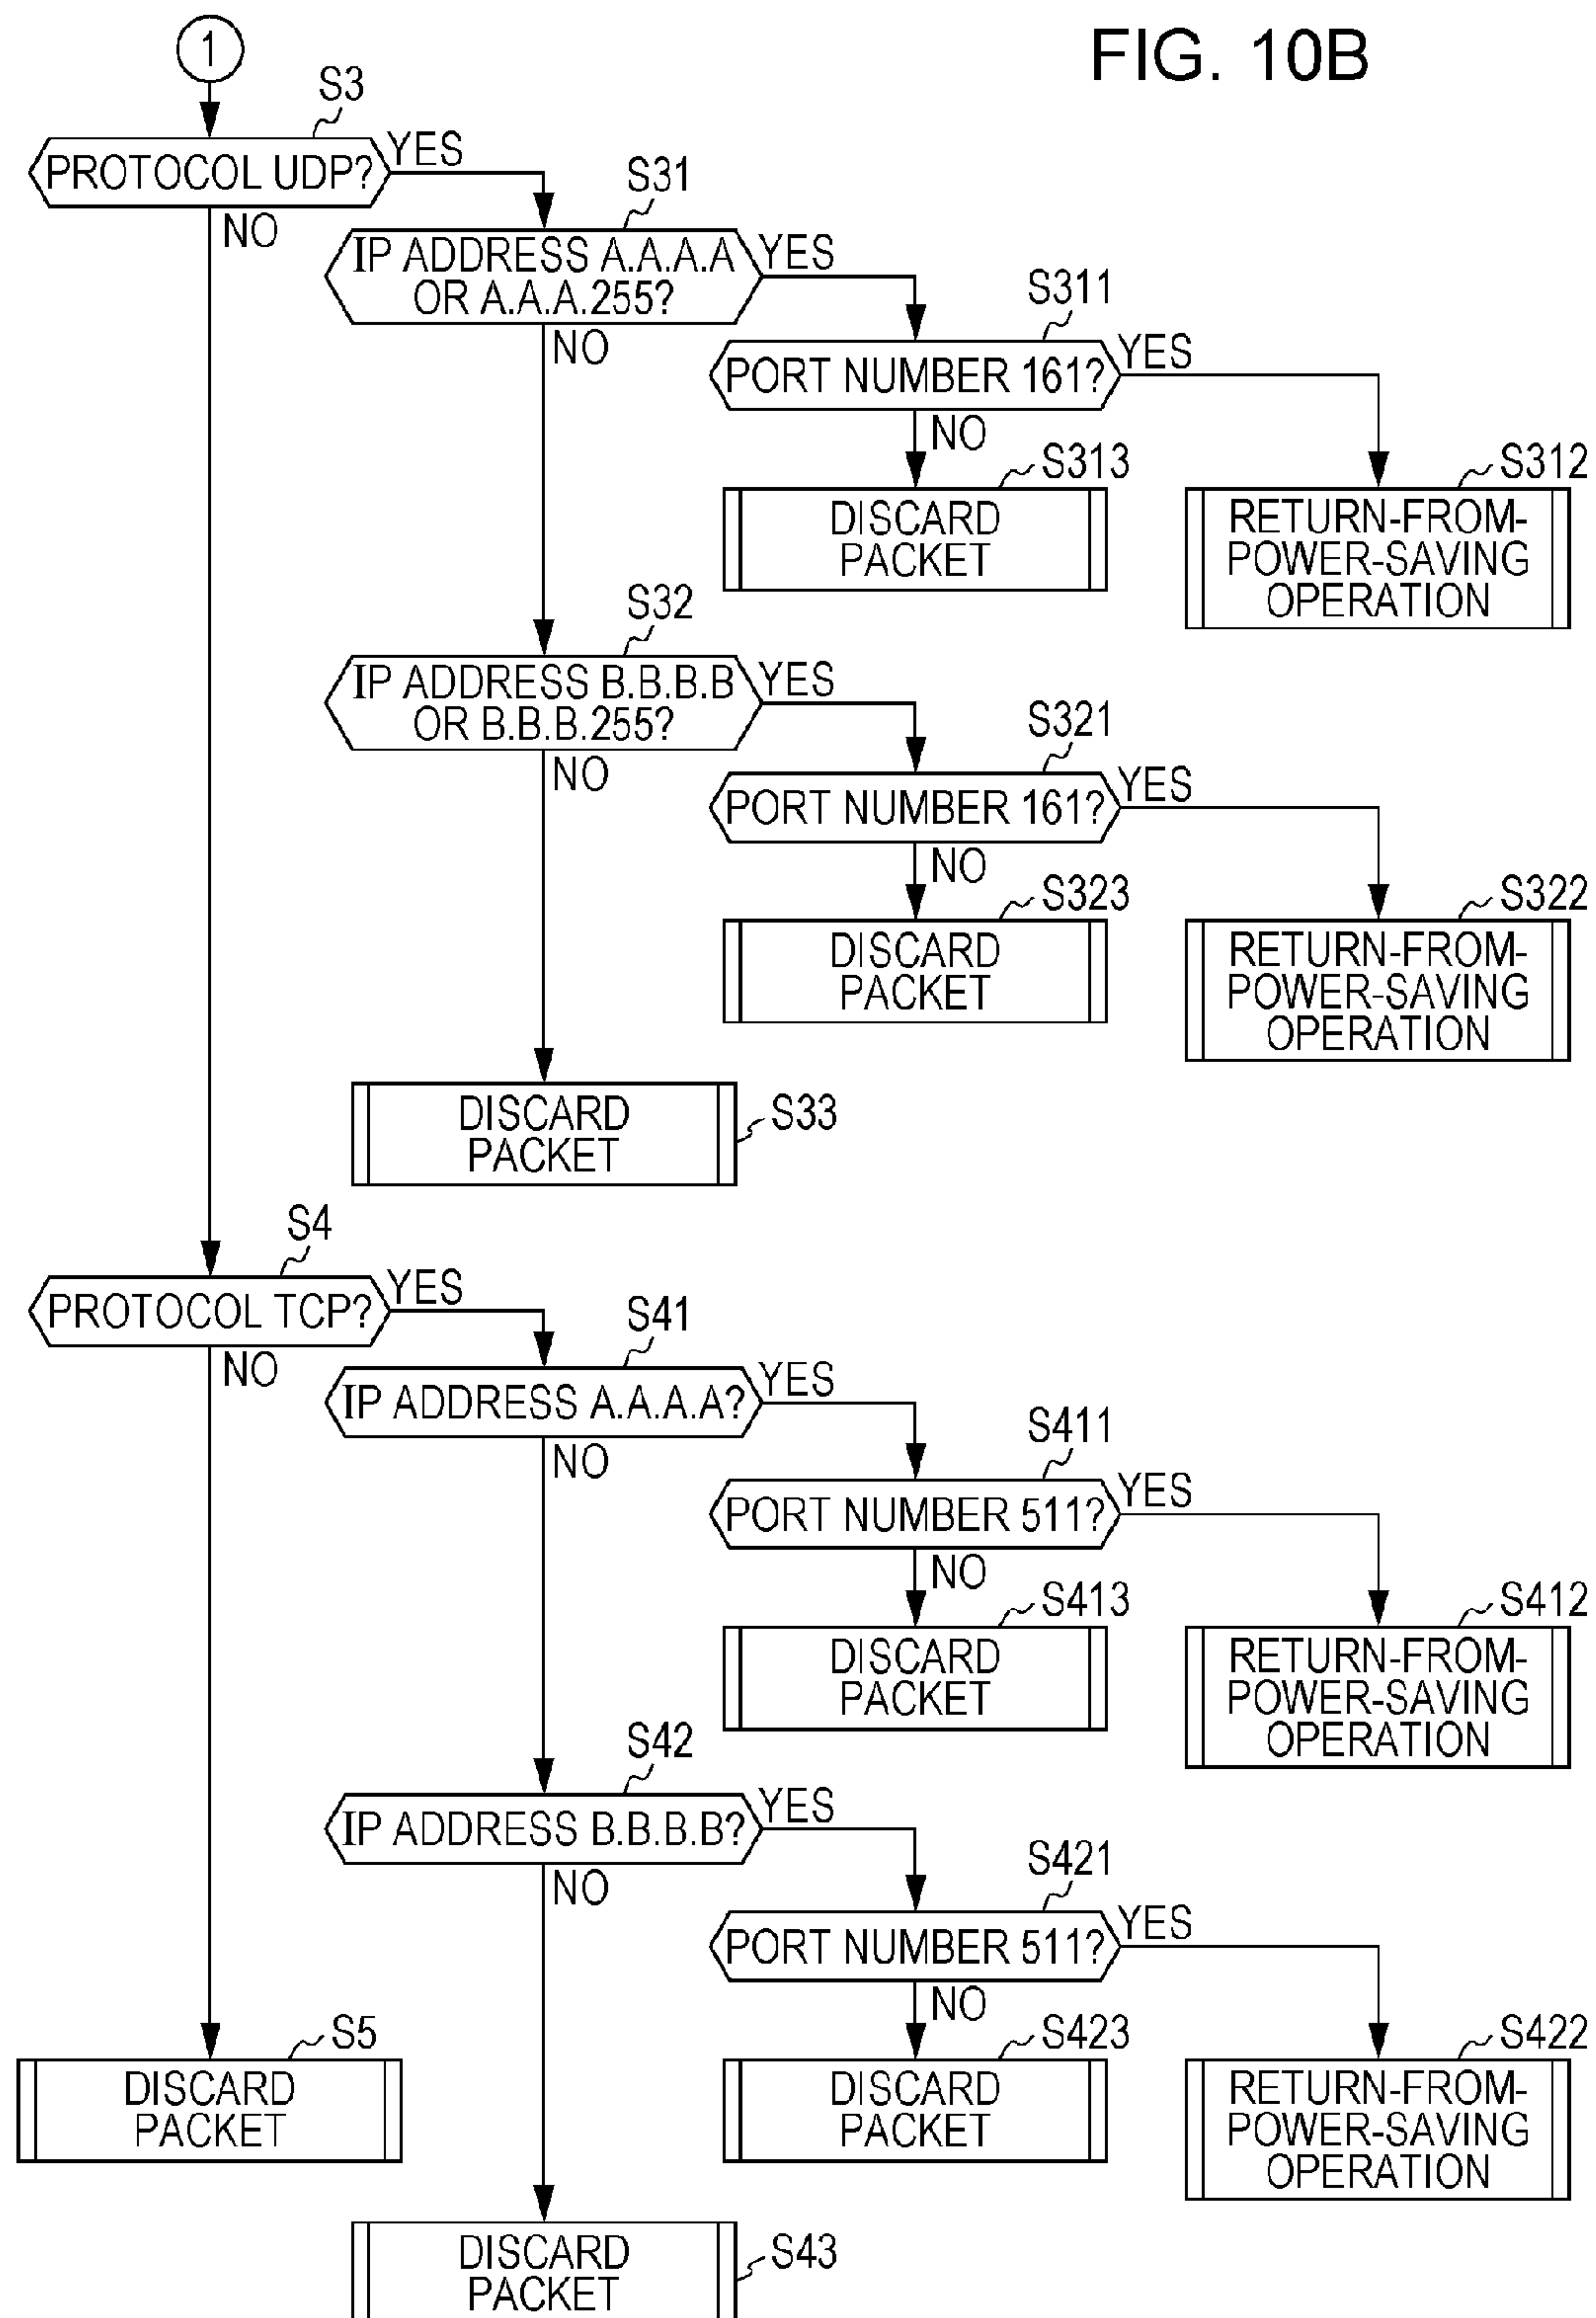 FIG. 10B
1
S3
PROTOCOL UDP?
YES
NO
S31
IP ADDRESS A.A.A.A
OR A.A.A.255?
YES
NO
S311
PORT NUMBER 161?
YES
NO
S313
DISCARD
PACKET
S312
RETURN-FROM-
POWER-SAVING
OPERATION
S32
IP ADDRESS B.B.B.B
OR B.B.B.255?
YES
NO
S321
PORT NUMBER 161?
YES
NO
S323
DISCARD
PACKET
S322
RETURN-FROM-
POWER-SAVING
OPERATION
DISCARD
PACKET
S33
S4
PROTOCOL TCP?
YES
NO
S41
IP ADDRESS A.A.A.A?
YES
NO
S411
PORT NUMBER 511?
YES
NO
S413
DISCARD
PACKET
S412
RETURN-FROM-
POWER-SAVING
OPERATION
S42
IP ADDRESS B.B.B.B?
YES
NO
S421
PORT NUMBER 511?
YES
NO
S423
DISCARD
PACKET
S422
RETURN-FROM-
POWER-SAVING
OPERATION
S5
DISCARD
PACKET
DISCARD
PACKET
S43